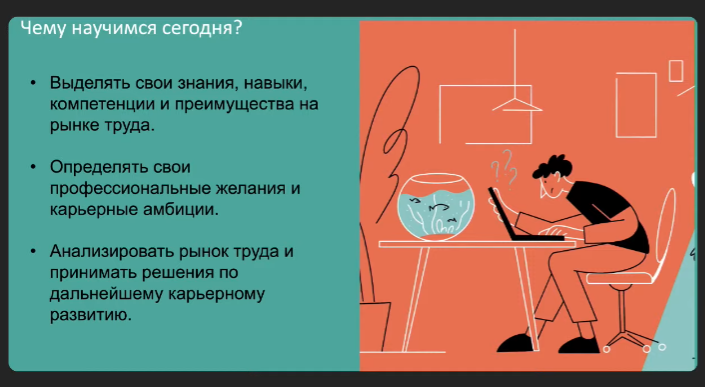 Чему научимся сегодня?
• Выделять свои знания, навыки,
компетенции и преимущества на
рынке труда.
• Определять свои
профессиональные желания и
карьерные амбиции.
• Анализировать рынок труда и
принимать решения по
дальнейшему карьерному
развитию.
???